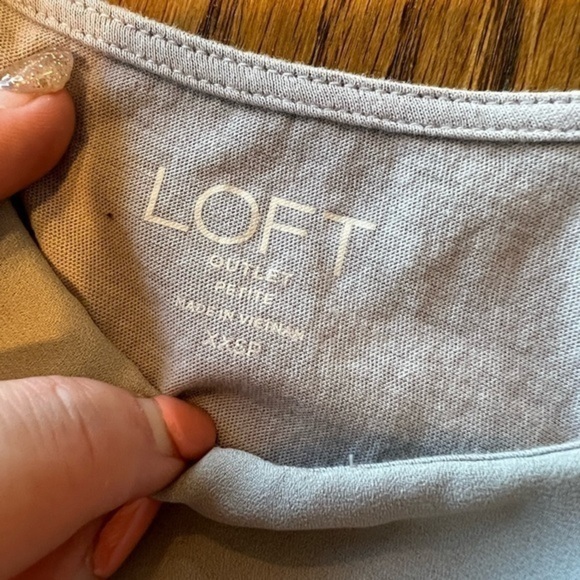 LOFT
OUTLET
PETITE
MADE IN VIETNAM
XXSP